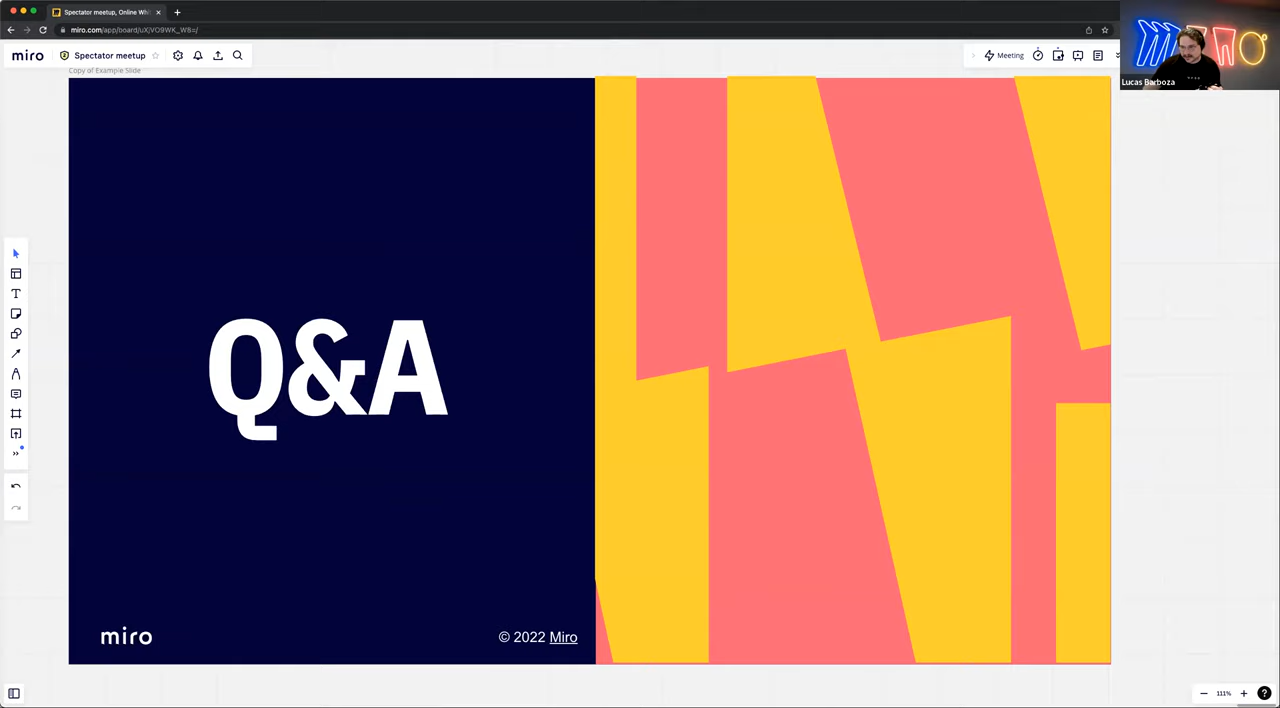 Spectator meetup, Online Whi
miro.com/app/board/uXjVO9WK_W8=/
miro
Spectator meetup
Meeting
Lucas Barboza
Copy of Example Slide
Q&A
miro
© 2022 Miro
111%